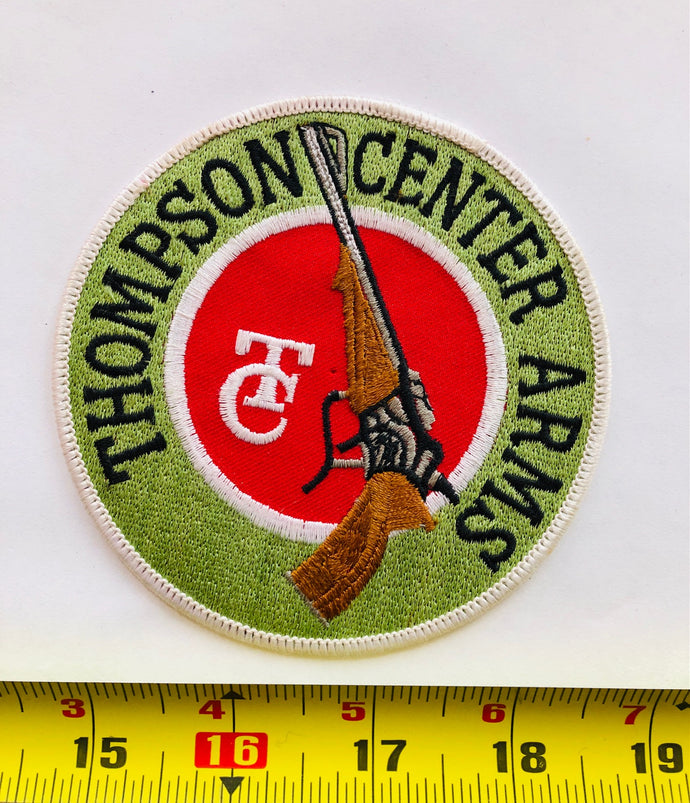 THOMPSON CENTER ARMS
TC
3 4 5 6 7
15 16 17 18 19